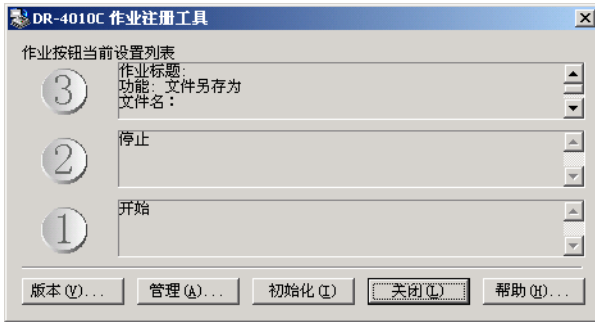 DR-4010C 作业注册工具
作业按钮当前设置列表
3
作业标题:
功能: 文件另存为
文件名：
2
停止
1
开始
版本(V)... 管理(A)... 初始化(I) 关闭(L) 帮助(H)...